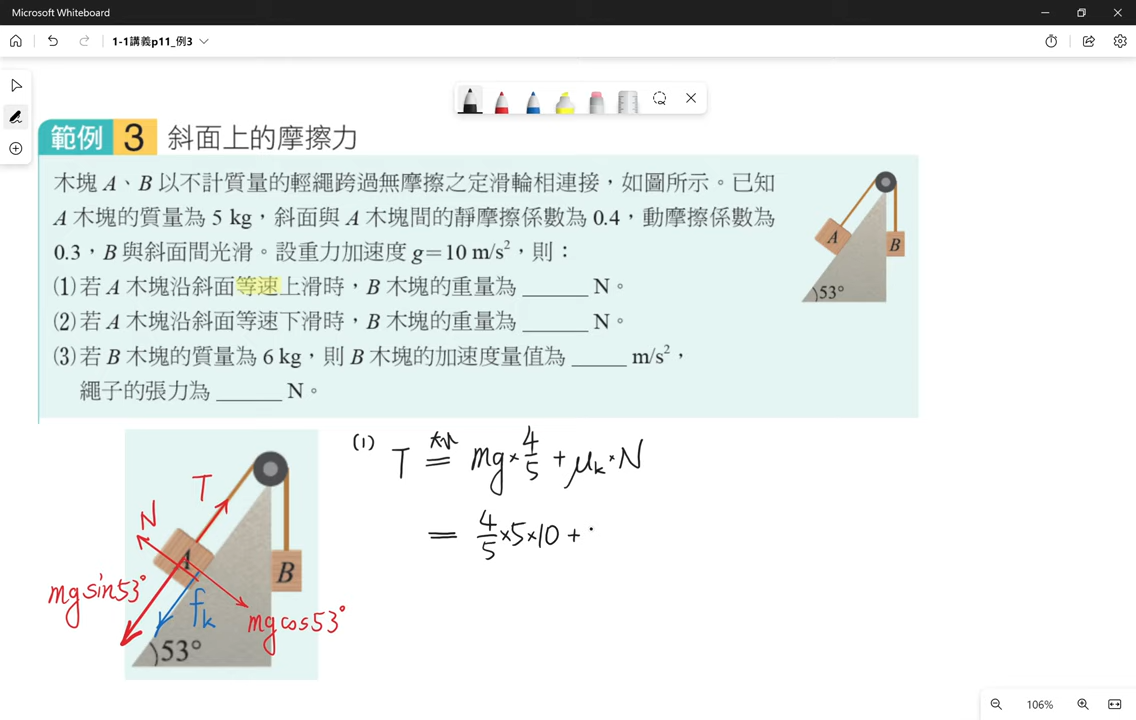 Microsoft Whiteboard
1-1講義p11_例3
範例 3 斜面上的摩擦力
木塊 A、B 以不計質量的輕繩跨過無摩擦之定滑輪相連接，如圖所示。已知
A 木塊的質量為 5 kg，斜面與 A 木塊間的靜摩擦係數為 0.4，動摩擦係數為
0.3，B 與斜面間光滑。設重力加速度 g=10 m/s²，則：
(1)若 A 木塊沿斜面等速上滑時，B 木塊的重量為 ______ N。
(2)若 A 木塊沿斜面等速下滑時，B 木塊的重量為 ______ N。
(3)若 B 木塊的質量為 6 kg，則 B 木塊的加速度量值為 _____ m/s²，
繩子的張力為 ______ N。
A
B
53°
(1)
T = mg × 4/5 + μk × N
= 4/5 × 5 × 10 +
T
N
A
B
mg sin53°
fk
mg cos53°
53°
106%